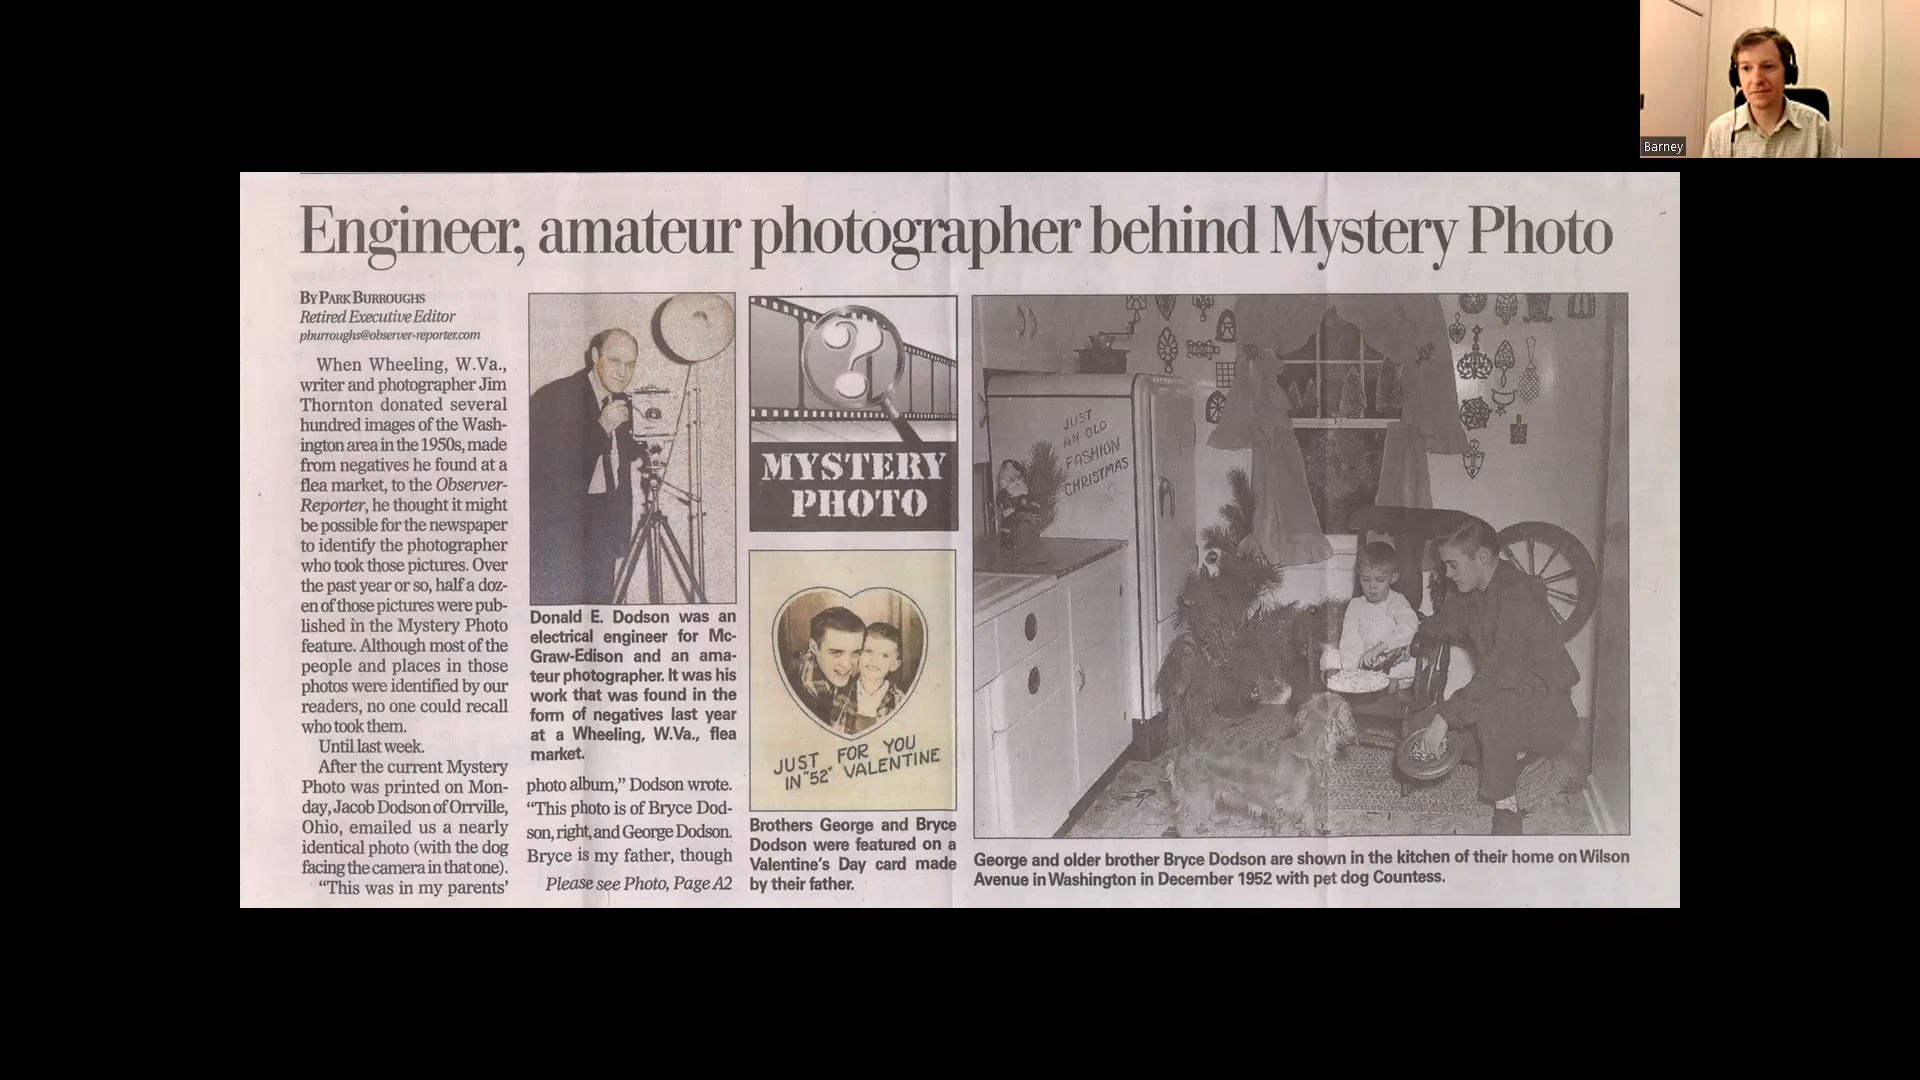 Barney
Engineer, amateur photographer behind Mystery Photo
BY PARK BURROUGHS
Retired Executive Editor
pburroughs@observer-reporter.com
When Wheeling, W.Va.,
writer and photographer Jim
Thornton donated several
hundred images of the Wash-
ington area in the 1950s, made
from negatives he found at a
flea market, to the Observer-
Reporter, he thought it might
be possible for the newspaper
to identify the photographer
who took those pictures. Over
the past year or so, half a doz-
en of those pictures were pub-
lished in the Mystery Photo
feature. Although most of the
people and places in those
photos were identified by our
readers, no one could recall
who took them.
Until last week.
After the current Mystery
Photo was printed on Mon-
day, Jacob Dodson of Orrville,
Ohio, emailed us a nearly
identical photo (with the dog
facing the camera in that one).
“This was in my parents’
Donald E. Dodson was an
electrical engineer for Mc-
Graw-Edison and an ama-
teur photographer. It was his
work that was found in the
form of negatives last year
at a Wheeling, W.Va., flea
market.
photo album,” Dodson wrote.
“This photo is of Bryce Dod-
son, right, and George Dodson.
Bryce is my father, though
Please see Photo, Page A2
?
MYSTERY
PHOTO
JUST FOR YOU
IN "52" VALENTINE
Brothers George and Bryce
Dodson were featured on a
Valentine’s Day card made
by their father.
JUST
AN OLD
FASHION
CHRISTMAS
George and older brother Bryce Dodson are shown in the kitchen of their home on Wilson
Avenue in Washington in December 1952 with pet dog Countess.